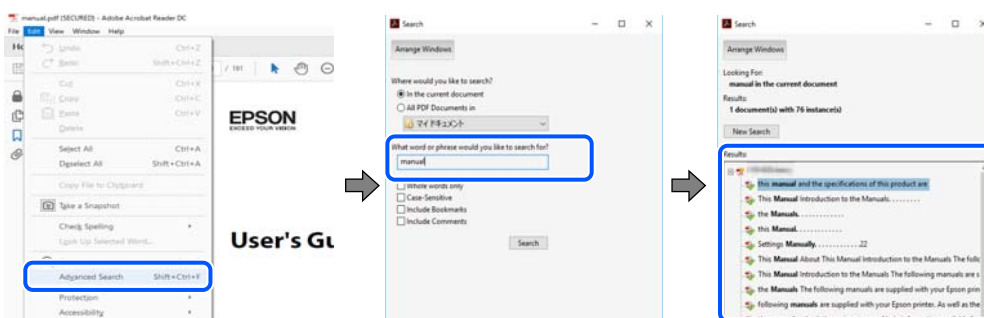 manual.pdf (SECURED) - Adobe Acrobat Reader DC
File Edit View Window Help
Undo Ctrl+Z
Shift+Ctrl+Z
Cut Ctrl+X
Copy Ctrl+C
Paste Ctrl+V
Delete
Select All Ctrl+A
Deselect All Shift+Ctrl+A
Copy File to Clipboard
Take a Snapshot
Check Spelling
Look Up Selected Word...
Advanced Search Shift+Ctrl+F
Protection
Accessibility
/ 181
EPSON
EXCEED YOUR VISION
User's Gu
Search
Arrange Windows
Where would you like to search?
In the current document
All PDF Documents in
マイドキュメント
What word or phrase would you like to search for?
manual
Whole words only
Case-Sensitive
Include Bookmarks
Include Comments
Search
Search
Arrange Windows
Looking For:
manual in the current document
Results:
1 document(s) with 76 instance(s)
New Search
Results:
this manual and the specifications of this product are
This Manual Introduction to the Manuals.........
the Manuals.............
this Manual.............
Settings Manually.............22
This Manual About This Manual Introduction to the Manuals The follo
This Manual Introduction to the Manuals The following manuals are s
the Manuals The following manuals are supplied with your Epson prin
following manuals are supplied with your Epson printer. As well as the